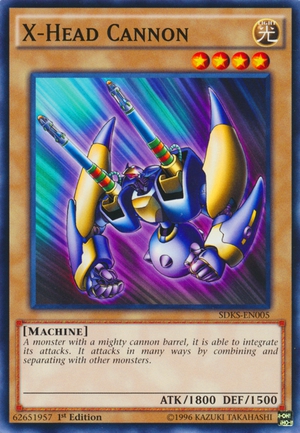 X-Head Cannon
LIGHT
光
SDKS-EN005
[Machine]
A monster with a mighty cannon barrel, it is able to integrate
its attacks. It attacks in many ways by combining and
separating with other monsters.
ATK/1800 DEF/1500
62651957 1st Edition ©1996 KAZUKI TAKAHASHI